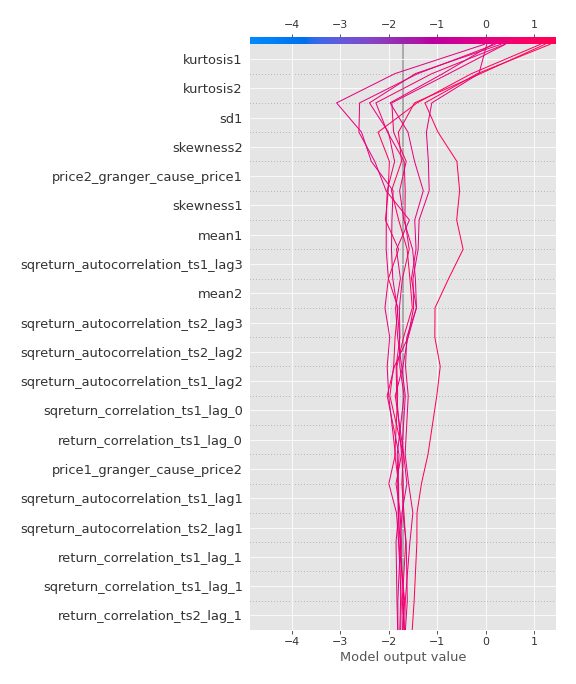 −4 −3 −2 −1 0 1
kurtosis1
kurtosis2
sd1
skewness2
price2_granger_cause_price1
skewness1
mean1
sqreturn_autocorrelation_ts1_lag3
mean2
sqreturn_autocorrelation_ts2_lag3
sqreturn_autocorrelation_ts2_lag2
sqreturn_autocorrelation_ts1_lag2
sqreturn_correlation_ts1_lag_0
return_correlation_ts1_lag_0
price1_granger_cause_price2
sqreturn_autocorrelation_ts1_lag1
sqreturn_autocorrelation_ts2_lag1
return_correlation_ts1_lag_1
sqreturn_correlation_ts1_lag_1
return_correlation_ts2_lag_1
−4 −3 −2 −1 0 1
Model output value